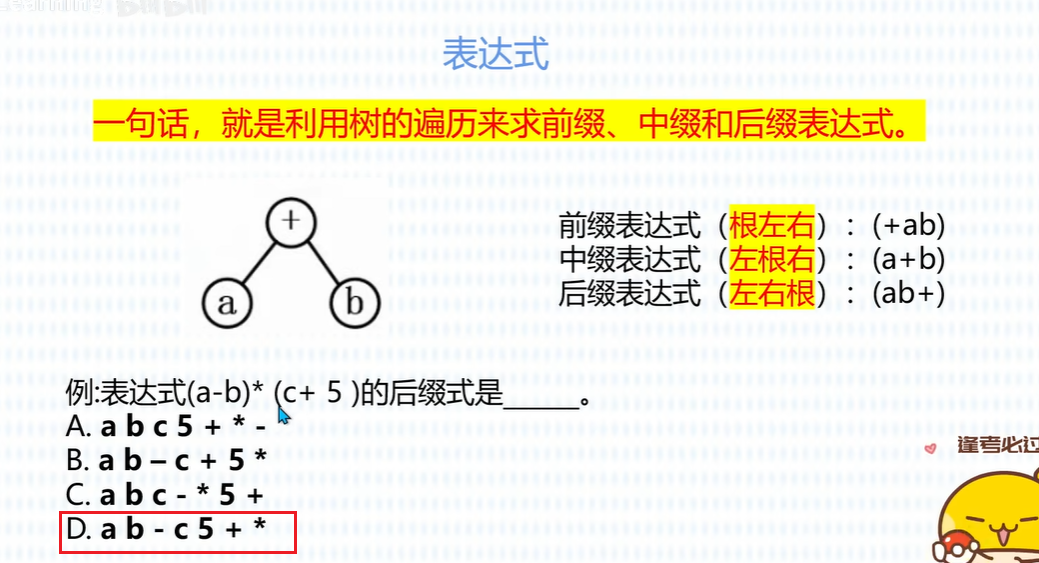 表达式
一句话，就是利用树的遍历来求前缀、中缀和后缀表达式。
+
a
b
前缀表达式（根左右）：(+ab)
中缀表达式（左根右）：(a+b)
后缀表达式（左右根）：(ab+)
例:表达式(a-b)* (c+ 5 )的后缀式是______。
A. a b c 5 + * -
B. a b – c + 5 *
C. a b c - * 5 +
D. a b - c 5 + *
逢考必过